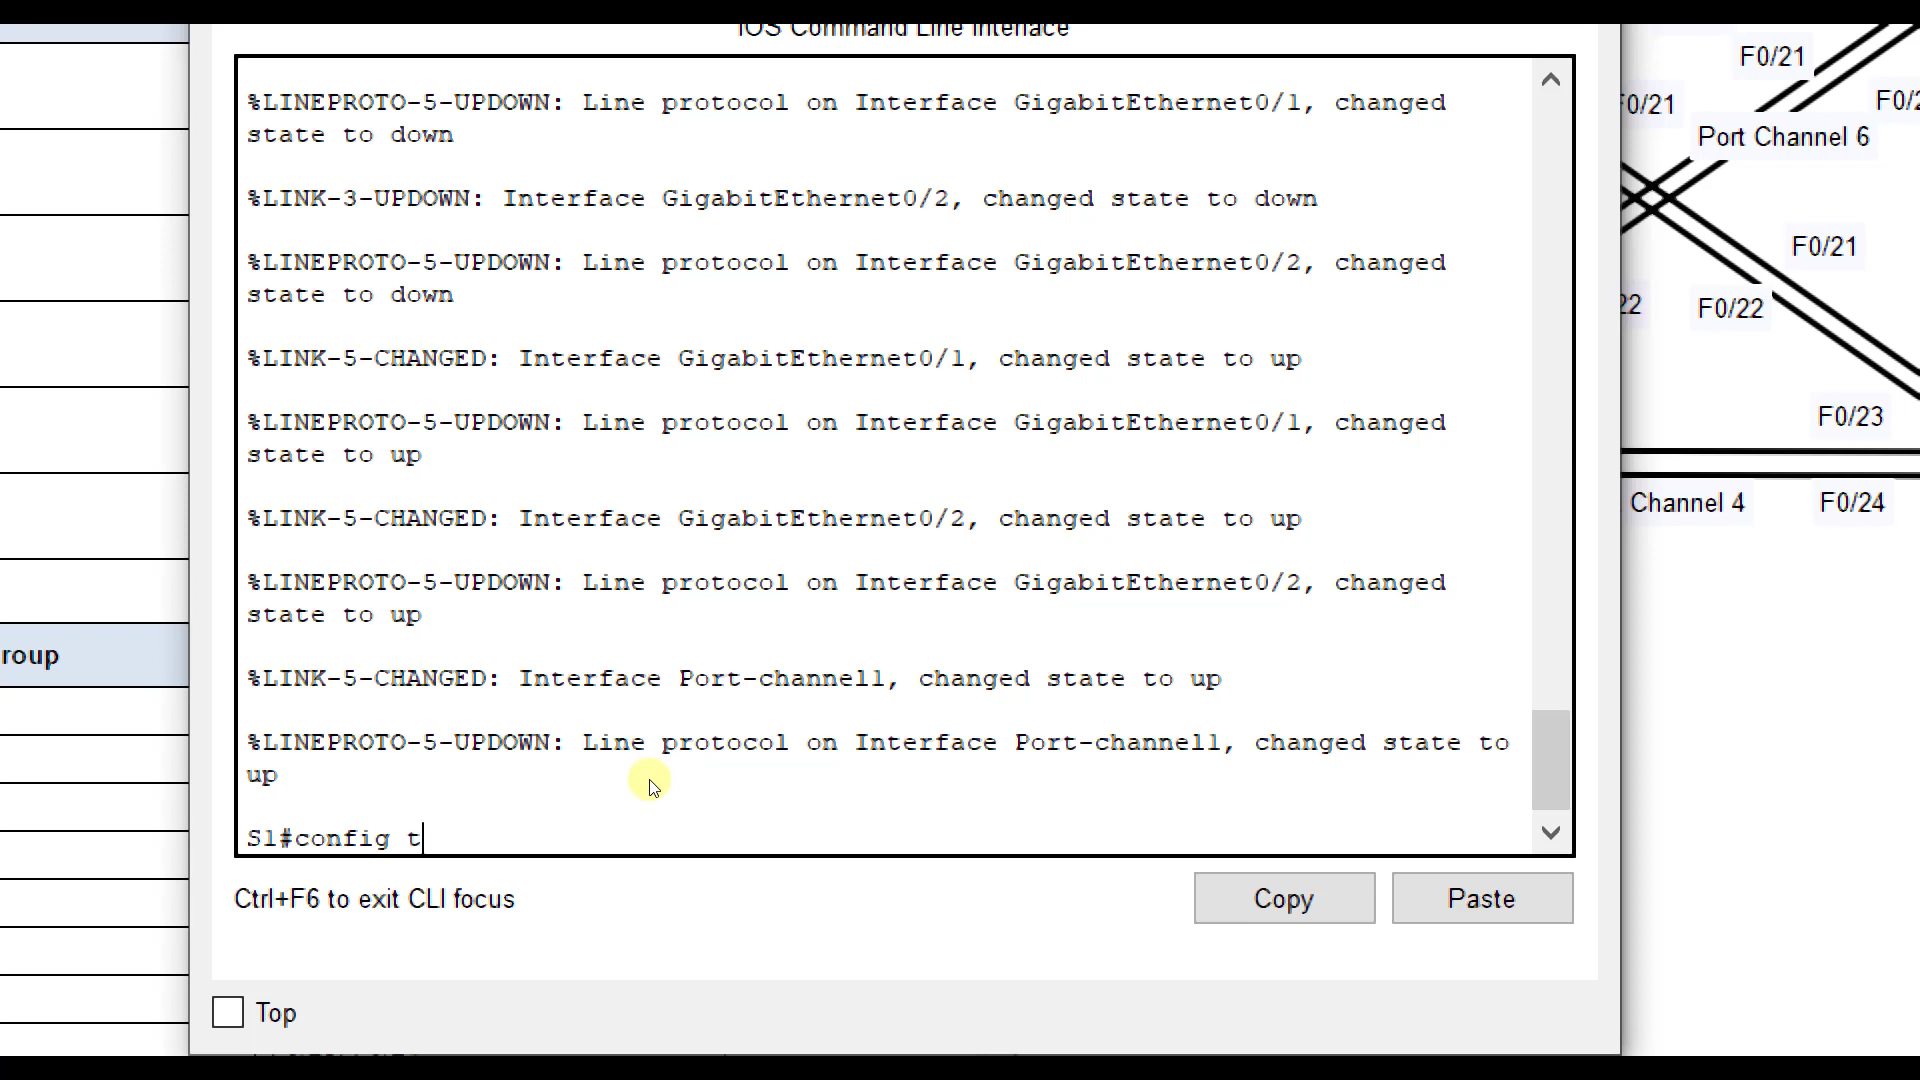 IOS Command Line Interface
%LINEPROTO-5-UPDOWN: Line protocol on Interface GigabitEthernet0/1, changed
state to down
%LINK-3-UPDOWN: Interface GigabitEthernet0/2, changed state to down
%LINEPROTO-5-UPDOWN: Line protocol on Interface GigabitEthernet0/2, changed
state to down
%LINK-5-CHANGED: Interface GigabitEthernet0/1, changed state to up
%LINEPROTO-5-UPDOWN: Line protocol on Interface GigabitEthernet0/1, changed
state to up
%LINK-5-CHANGED: Interface GigabitEthernet0/2, changed state to up
%LINEPROTO-5-UPDOWN: Line protocol on Interface GigabitEthernet0/2, changed
state to up
%LINK-5-CHANGED: Interface Port-channel1, changed state to up
%LINEPROTO-5-UPDOWN: Line protocol on Interface Port-channel1, changed state to
up
S1#config t
Ctrl+F6 to exit CLI focus
Copy
Paste
Top
roup
F0/21
F0/21
Port Channel 6
F0/21
22
F0/22
F0/23
Channel 4
F0/24